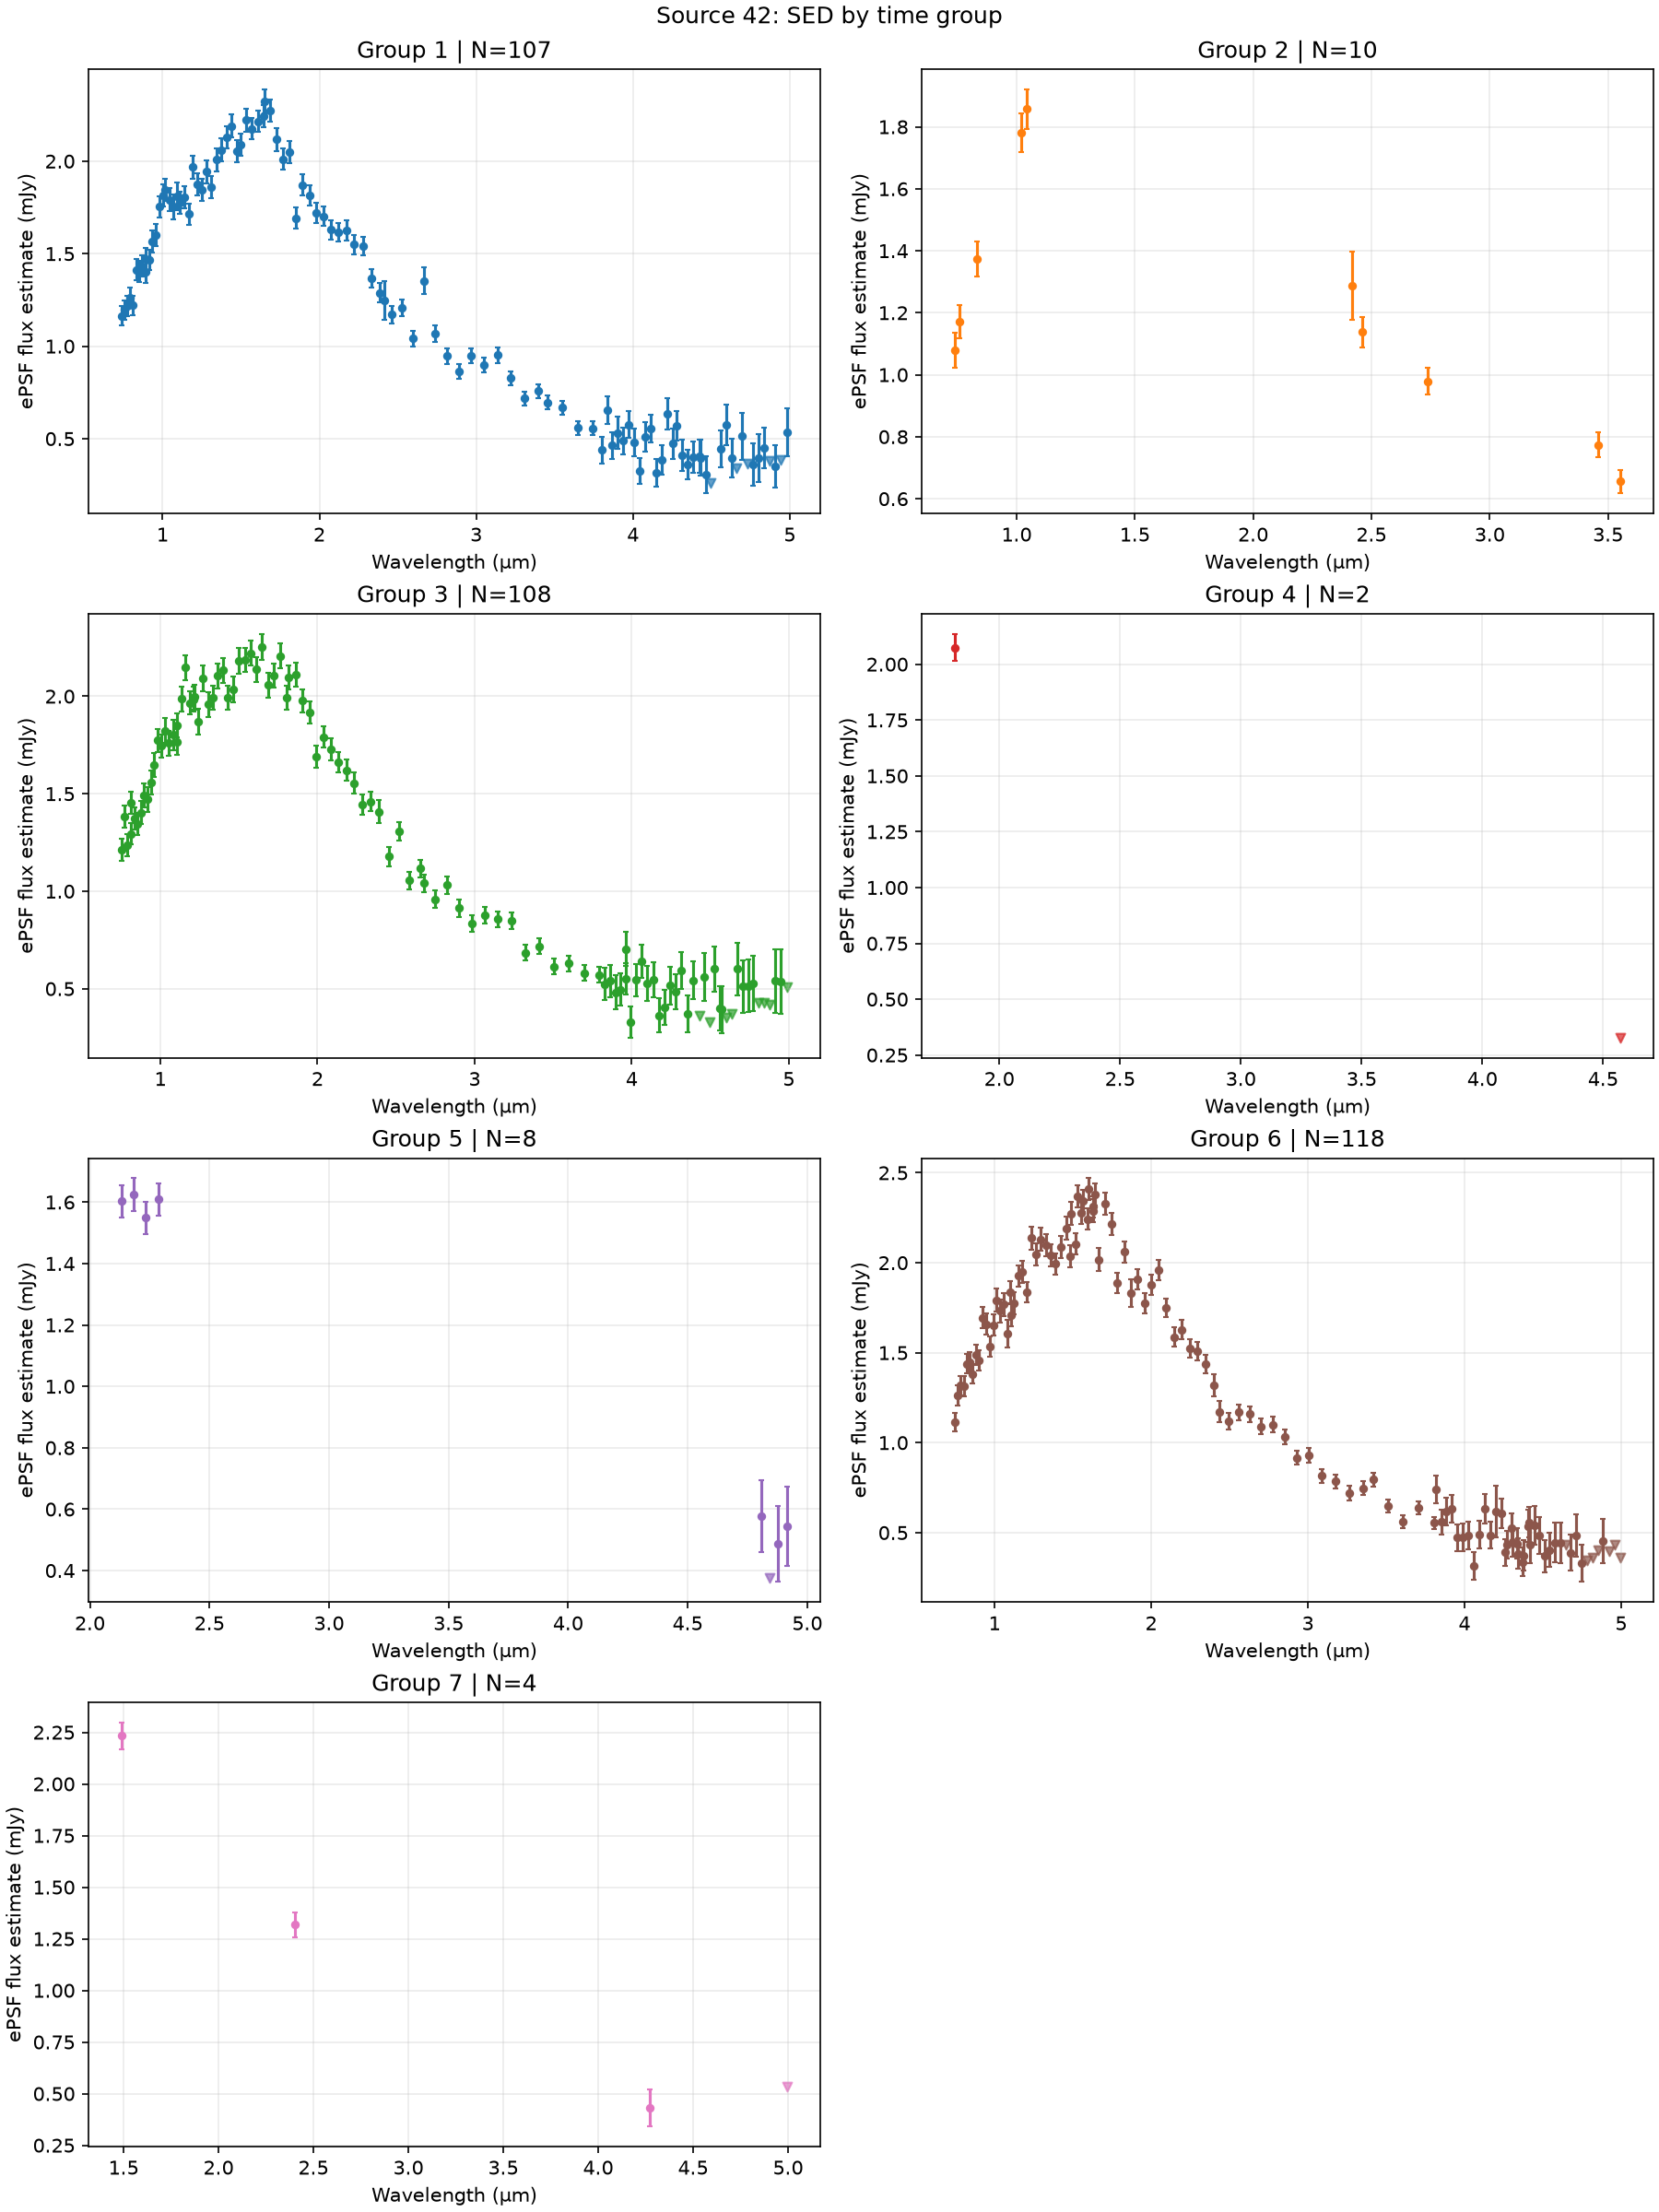 Source 42: SED by time group
Group 1 | N=107
ePSF flux estimate (mJy)
2.0
1.5
1.0
0.5
1 2 3 4 5
Wavelength (µm)
Group 2 | N=10
ePSF flux estimate (mJy)
1.8
1.6
1.4
1.2
1.0
0.8
0.6
1.0 1.5 2.0 2.5 3.0 3.5
Wavelength (µm)
Group 3 | N=108
ePSF flux estimate (mJy)
2.0
1.5
1.0
0.5
1 2 3 4 5
Wavelength (µm)
Group 4 | N=2
ePSF flux estimate (mJy)
2.00
1.75
1.50
1.25
1.00
0.75
0.50
0.25
2.0 2.5 3.0 3.5 4.0 4.5
Wavelength (µm)
Group 5 | N=8
ePSF flux estimate (mJy)
1.6
1.4
1.2
1.0
0.8
0.6
0.4
2.0 2.5 3.0 3.5 4.0 4.5 5.0
Wavelength (µm)
Group 6 | N=118
ePSF flux estimate (mJy)
2.5
2.0
1.5
1.0
0.5
1 2 3 4 5
Wavelength (µm)
Group 7 | N=4
ePSF flux estimate (mJy)
2.25
2.00
1.75
1.50
1.25
1.00
0.75
0.50
0.25
1.5 2.0 2.5 3.0 3.5 4.0 4.5 5.0
Wavelength (µm)